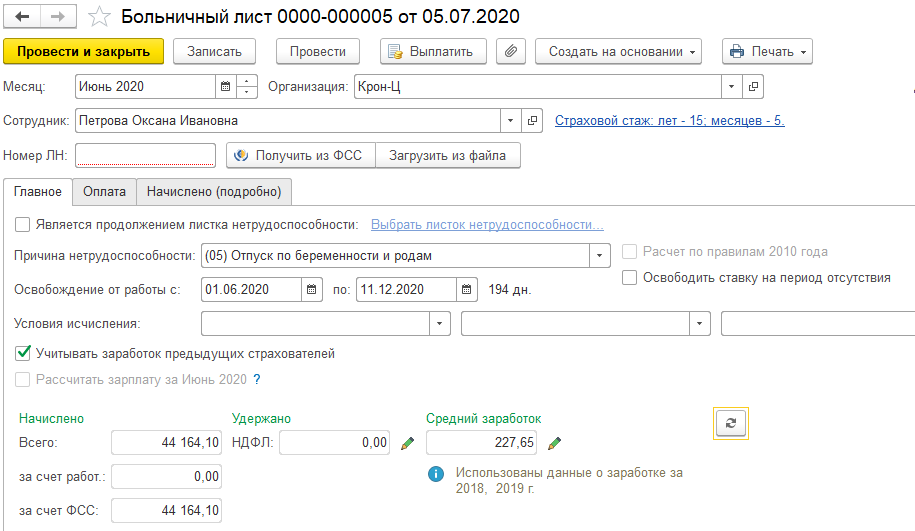 Больничный лист 0000-000005 от 05.07.2020
Провести и закрыть Записать Провести Выплатить Создать на основании Печать
Месяц: Июнь 2020 Организация: Крон-Ц
Сотрудник: Петрова Оксана Ивановна Страховой стаж: лет - 15; месяцев - 5.
Номер ЛН: Получить из ФСС Загрузить из файла
Главное Оплата Начислено (подробно)
Является продолжением листка нетрудоспособности: Выбрать листок нетрудоспособности...
Причина нетрудоспособности: (05) Отпуск по беременности и родам Расчет по правилам 2010 года
Освободить ставку на период отсутствия
Освобождение от работы с: 01.06.2020 по: 11.12.2020 194 дн.
Условия исчисления:
Учитывать заработок предыдущих страхователей
Рассчитать зарплату за Июнь 2020 ?
Начислено Удержано Средний заработок
Всего: 44 164,10 НДФЛ: 0,00 227,65
за счет работ.: 0,00 Использованы данные о заработке за
2018, 2019 г.
за счет ФСС: 44 164,10